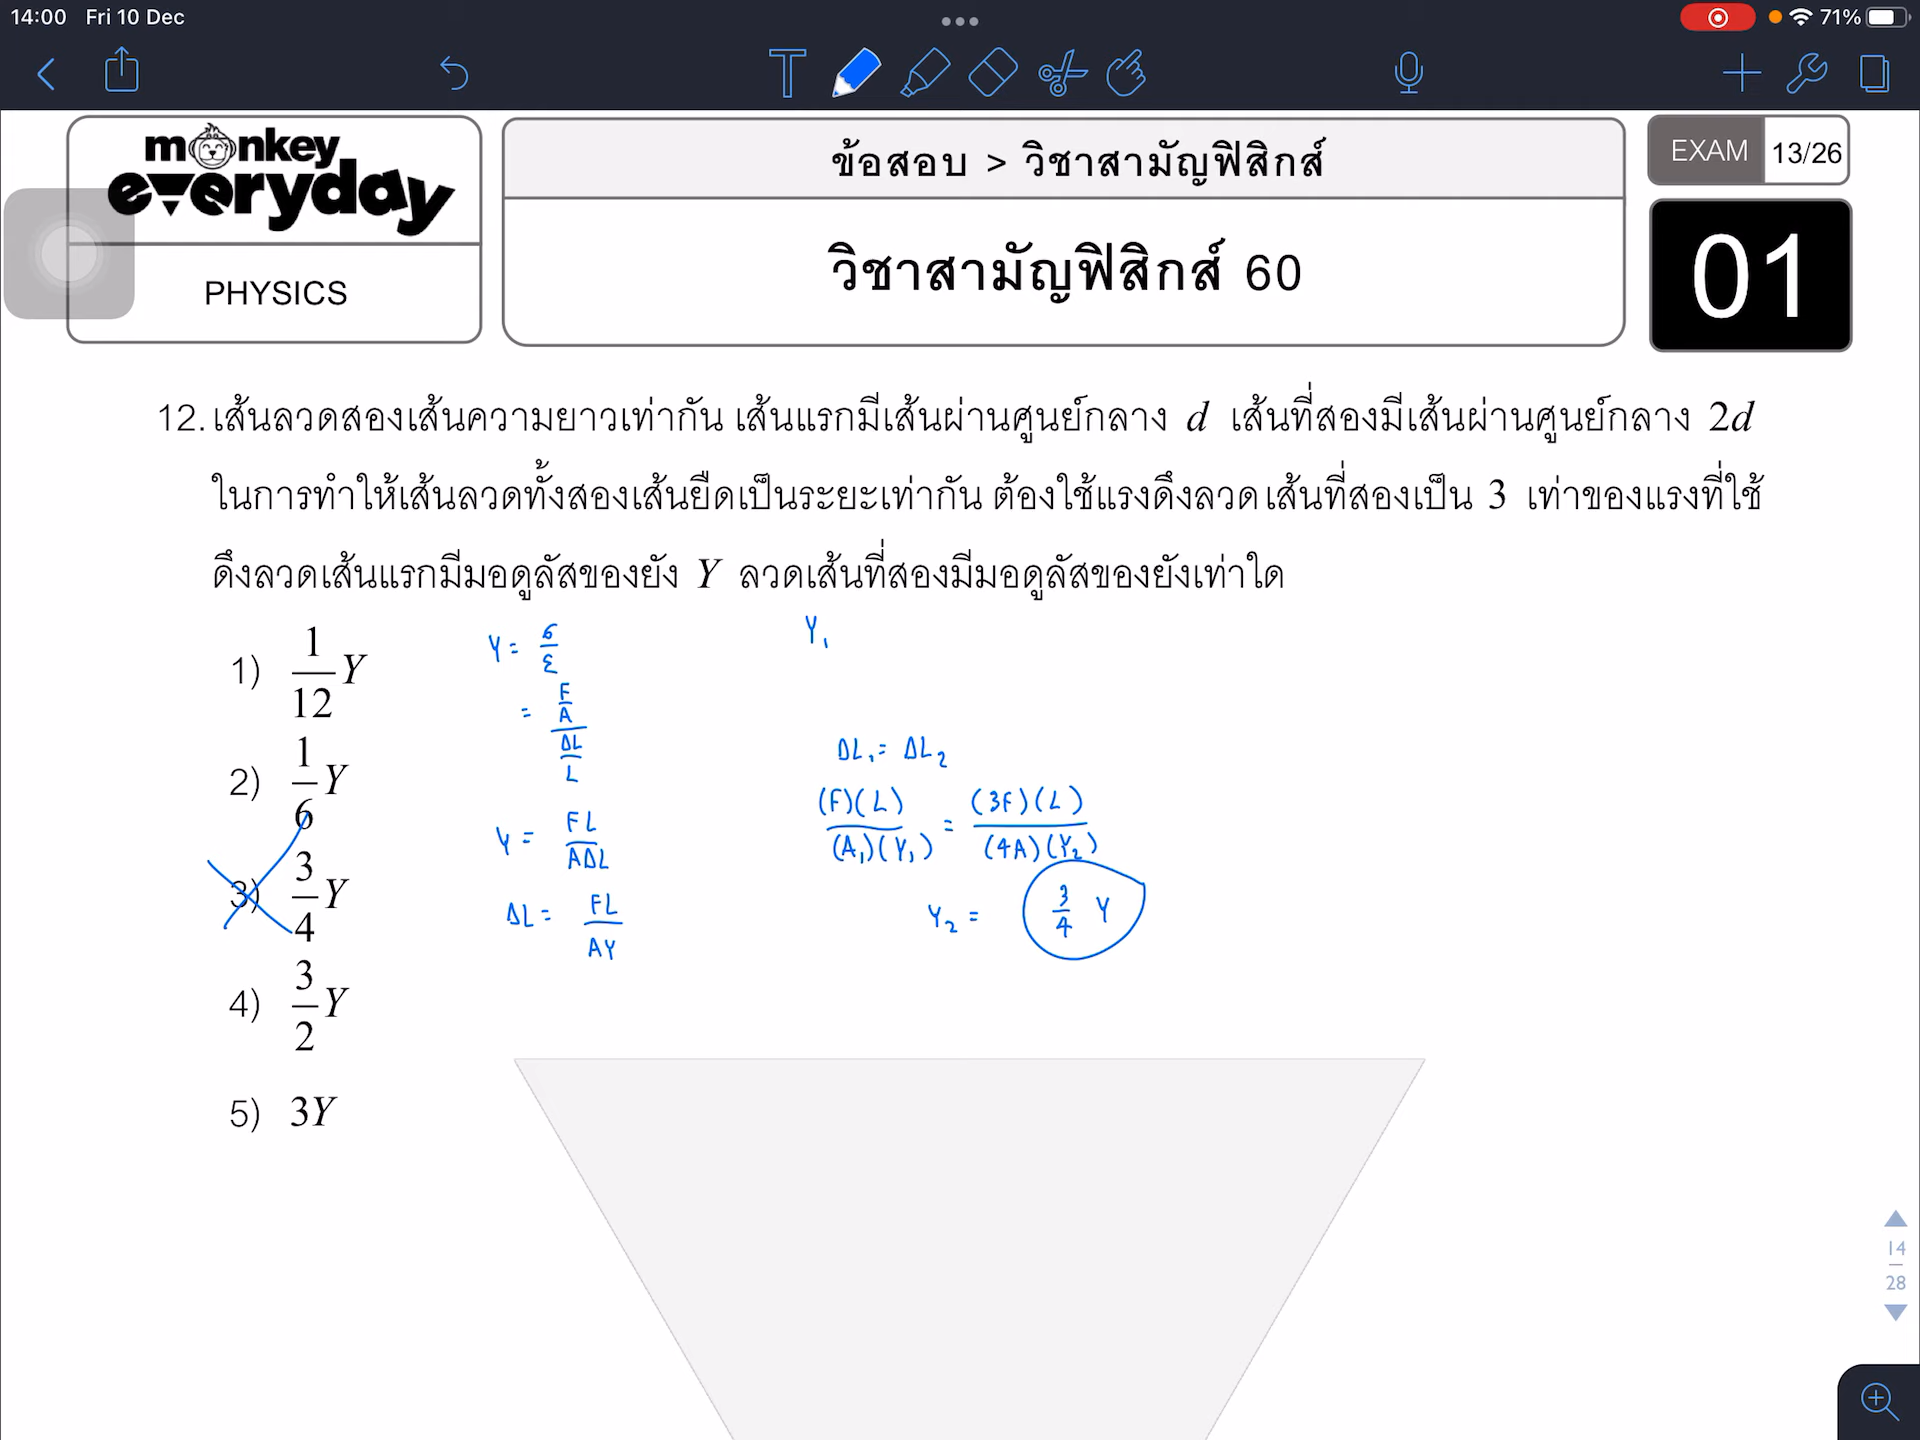 14:00 Fri 10 Dec
71%
monkey
everyday
PHYSICS
ข้อสอบ > วิชาสามัญฟิสิกส์
วิชาสามัญฟิสิกส์ 60
EXAM 13/26
01
12. เส้นลวดสองเส้นความยาวเท่ากัน เส้นแรกมีเส้นผ่านศูนย์กลาง d เส้นที่สองมีเส้นผ่านศูนย์กลาง 2d
ในการทำให้เส้นลวดทั้งสองเส้นยืดเป็นระยะเท่ากัน ต้องใช้แรงดึงลวด เส้นที่สองเป็น 3 เท่าของแรงที่ใช้
ดึงลวดเส้นแรกมีมอดูลัสของยัง Y ลวดเส้นที่สองมีมอดูลัสของยังเท่าใด
1) 1/12 Y
2) 1/6 Y
3) 3/4 Y
4) 3/2 Y
5) 3Y
Y = σ/ε
= (F/A)/(ΔL/L)
Y = FL/AΔL
ΔL = FL/AY
Y₁
ΔL₁ = ΔL₂
(F)(L)/(A₁)(Y₁) = (3F)(L)/(4A)(Y₂)
Y₂ = 3/4 Y
14
28